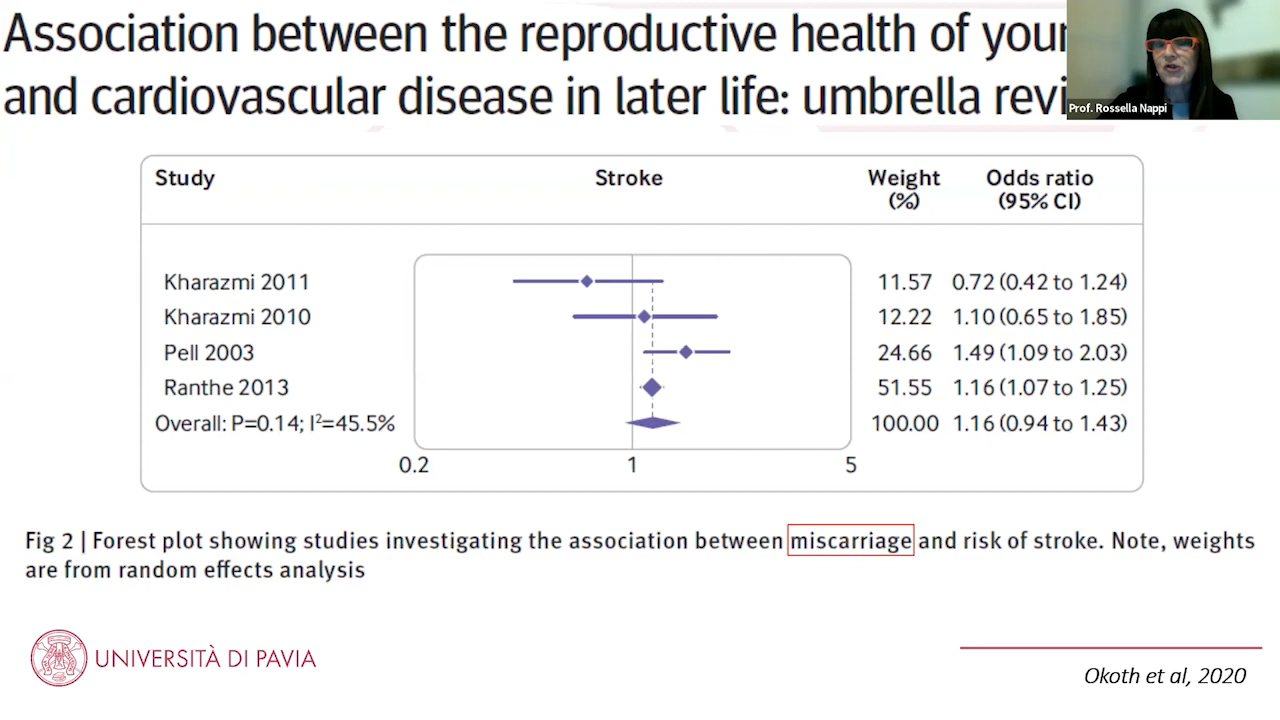 Association between the reproductive health of your
and cardiovascular disease in later life: umbrella revi
Prof. Rossella Nappi
Study Stroke Weight (%) Odds ratio (95% CI)
Kharazmi 2011 11.57 0.72 (0.42 to 1.24)
Kharazmi 2010 12.22 1.10 (0.65 to 1.85)
Pell 2003 24.66 1.49 (1.09 to 2.03)
Ranthe 2013 51.55 1.16 (1.07 to 1.25)
Overall: P=0.14; I²=45.5% 100.00 1.16 (0.94 to 1.43)
0.2 1 5
Fig 2 | Forest plot showing studies investigating the association between miscarriage and risk of stroke. Note, weights
are from random effects analysis
UNIVERSITÀ DI PAVIA
Okoth et al, 2020